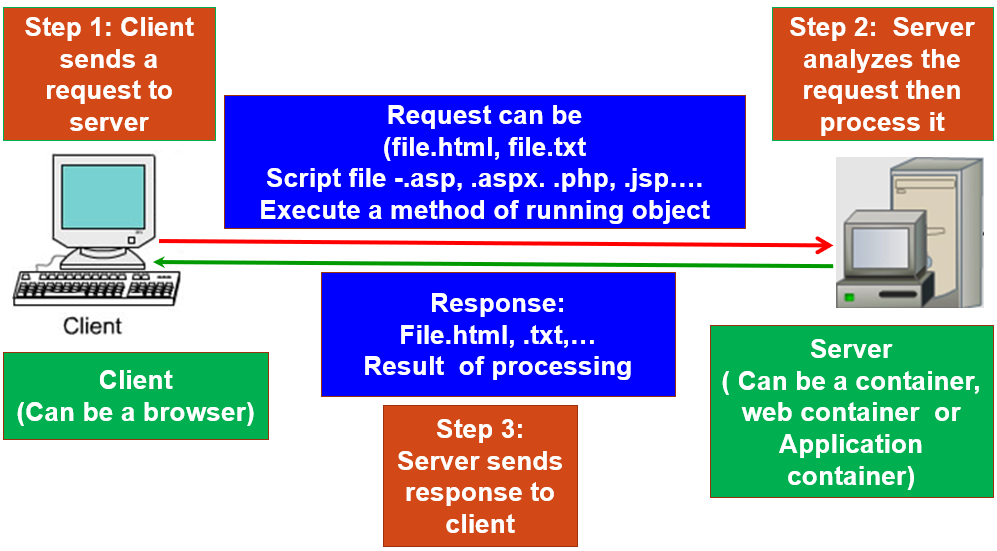 Step 1: Client
sends a
request to
server
Step 2:  Server
analyzes the
request then
process it
Request can be
(file.html, file.txt
Script file -.asp, .aspx. .php, .jsp….
Execute a method of running object
Client
Response:
File.html, .txt,…
Result  of processing
Client
(Can be a browser)
Server
( Can be a container,
web container  or
Application
container)
Step 3:
Server sends
response to
client